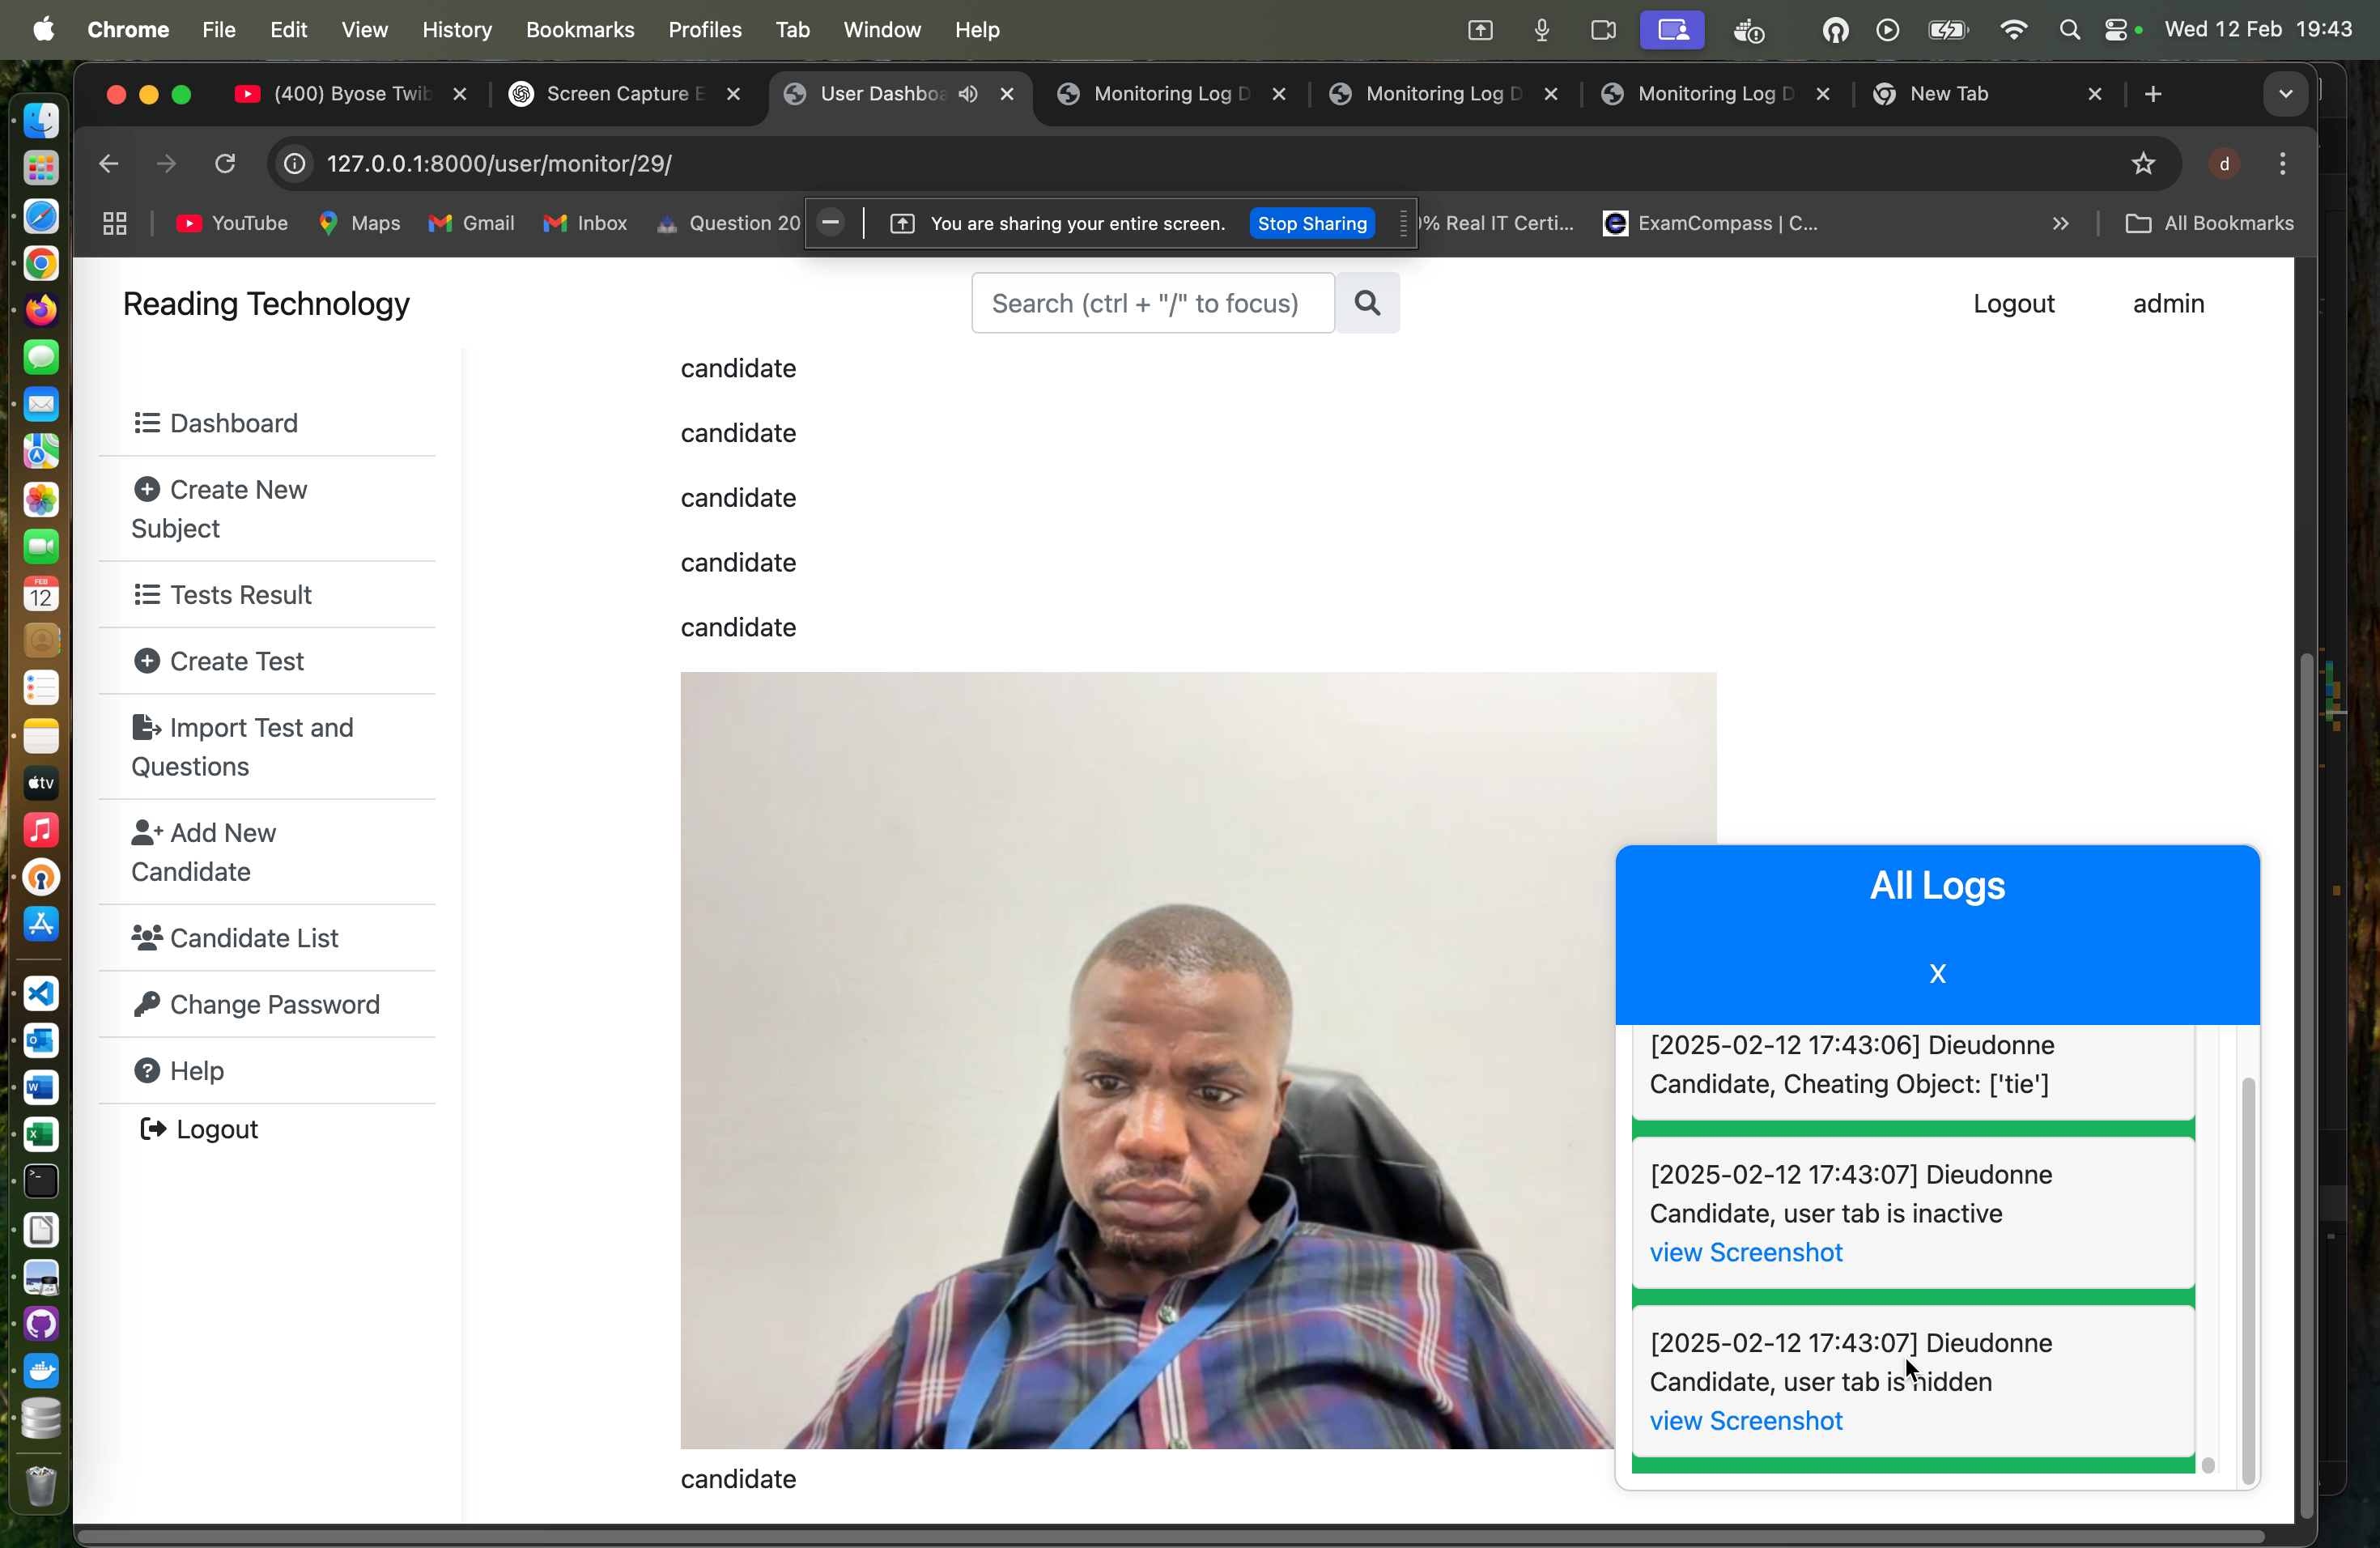 Chrome File Edit View History Bookmarks Profiles Tab Window Help Wed 12 Feb 19:43
(400) Byose Twib Screen Capture E User Dashboa Monitoring Log D Monitoring Log D Monitoring Log D New Tab
127.0.0.1:8000/user/monitor/29/ d
YouTube Maps Gmail Inbox Question 20 You are sharing your entire screen. Stop Sharing % Real IT Certi... ExamCompass | C... All Bookmarks
Reading Technology Search (ctrl + "/" to focus) Logout admin
Dashboard
Create New
Subject
Tests Result
Create Test
Import Test and
Questions
Add New
Candidate
Candidate List
Change Password
Help
Logout
candidate
candidate
candidate
candidate
candidate
candidate
All Logs
X
[2025-02-12 17:43:06] Dieudonne
Candidate, Cheating Object: ['tie']
[2025-02-12 17:43:07] Dieudonne
Candidate, user tab is inactive
view Screenshot
[2025-02-12 17:43:07] Dieudonne
Candidate, user tab is hidden
view Screenshot
FEB
12
tv